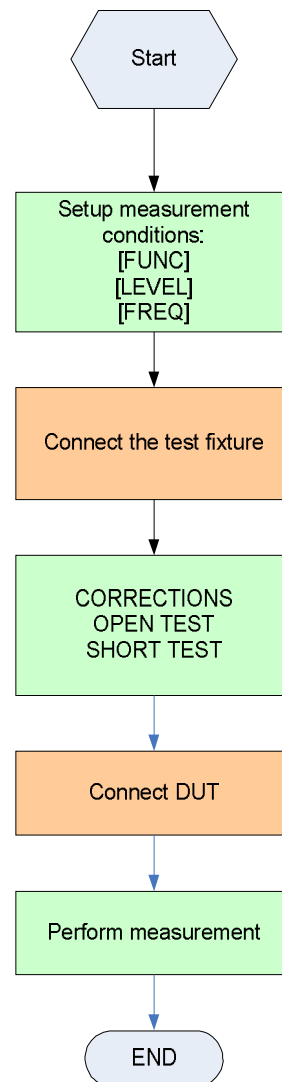 Start
Setup measurement
conditions:
[FUNC]
[LEVEL]
[FREQ]
Connect the test fixture
CORRECTIONS
OPEN TEST
SHORT TEST
Connect DUT
Perform measurement
END